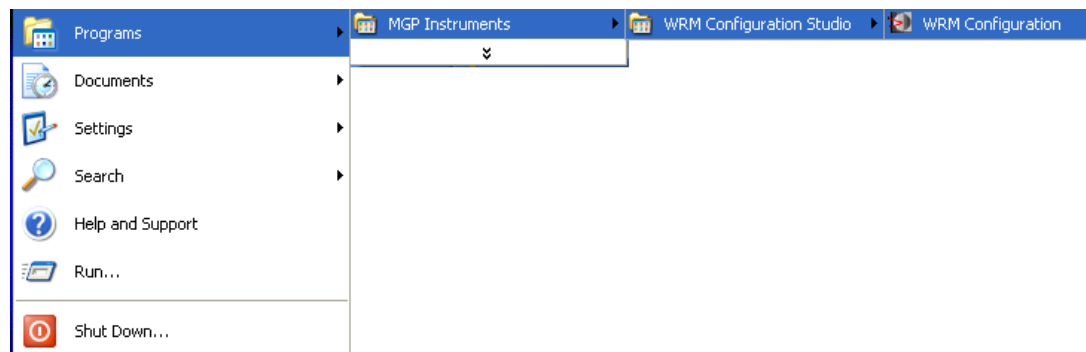 Programs
MGP Instruments
WRM Configuration Studio
WRM Configuration
Documents
Settings
Search
Help and Support
Run...
Shut Down...